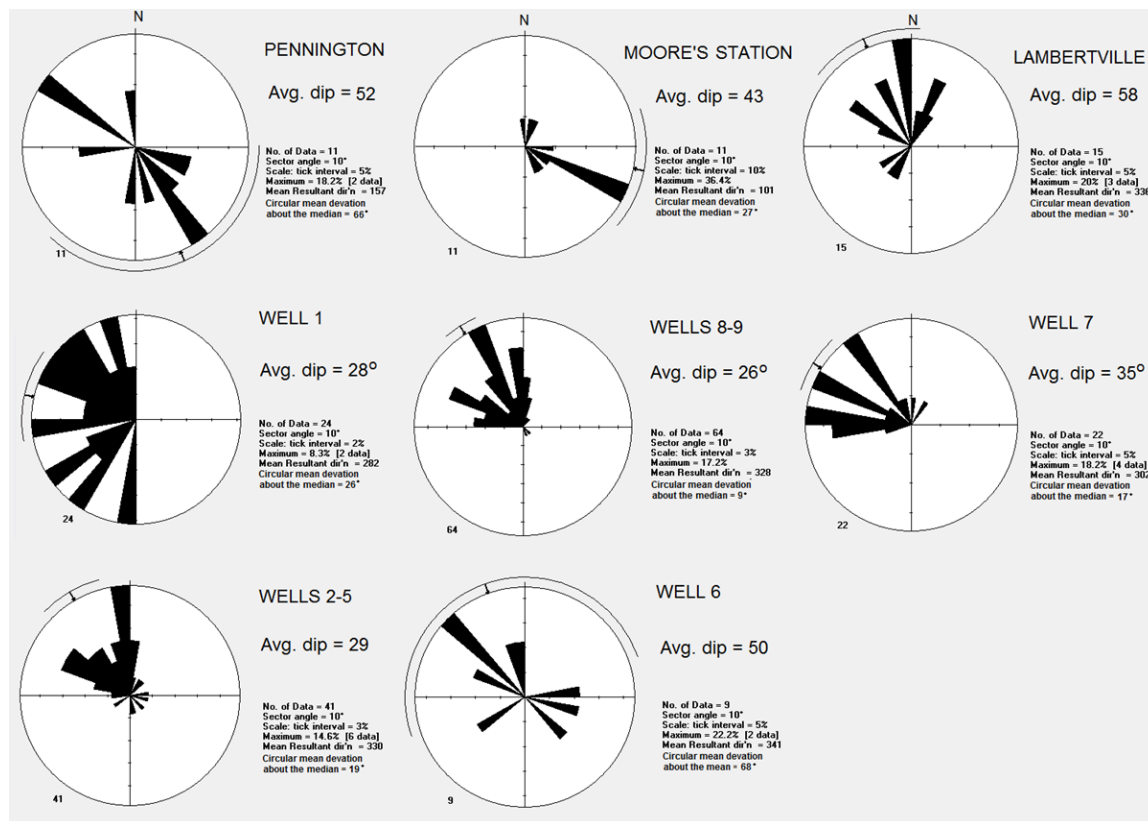 N
PENNINGTON
Avg. dip = 52
No. of Data = 11
Sector angle = 10°
Scale: tick interval = 5%
Maximum = 18.2% [2 data]
Mean Resultant dir'n = 157
Circular mean devation
about the median = 66°
11
N
MOORE'S STATION
Avg. dip = 43
No. of Data = 11
Sector angle = 10°
Scale: tick interval = 10%
Maximum = 36.4%
Mean Resultant dir'n = 101
Circular mean devation
about the median = 27°
11
N
LAMBERTVILLE
Avg. dip = 58
No. of Data = 15
Sector angle = 10°
Scale: tick interval = 5%
Maximum = 20% [3 data]
Mean Resultant dir'n = 338
Circular mean devation
about the median = 30°
15
WELL 1
Avg. dip = 28°
No. of Data = 24
Sector angle = 10°
Scale: tick interval = 2%
Maximum = 8.3% [2 data]
Mean Resultant dir'n = 282
Circular mean devation
about the median = 26°
24
WELLS 8-9
Avg. dip = 26°
No. of Data = 64
Sector angle = 10°
Scale: tick interval = 3%
Maximum = 17.2%
Mean Resultant dir'n = 328
Circular mean devation
about the median = 9°
64
WELL 7
Avg. dip = 35°
No. of Data = 22
Sector angle = 10°
Scale: tick interval = 5%
Maximum = 18.2% [4 data]
Mean Resultant dir'n = 302
Circular mean devation
about the median = 17°
22
WELLS 2-5
Avg. dip = 29
No. of Data = 41
Sector angle = 10°
Scale: tick interval = 3%
Maximum = 14.6% [6 data]
Mean Resultant dir'n = 330
Circular mean devation
about the median = 19°
41
WELL 6
Avg. dip = 50
No. of Data = 9
Sector angle = 10°
Scale: tick interval = 5%
Maximum = 22.2% [2 data]
Mean Resultant dir'n = 341
Circular mean devation
about the mean = 68°
9